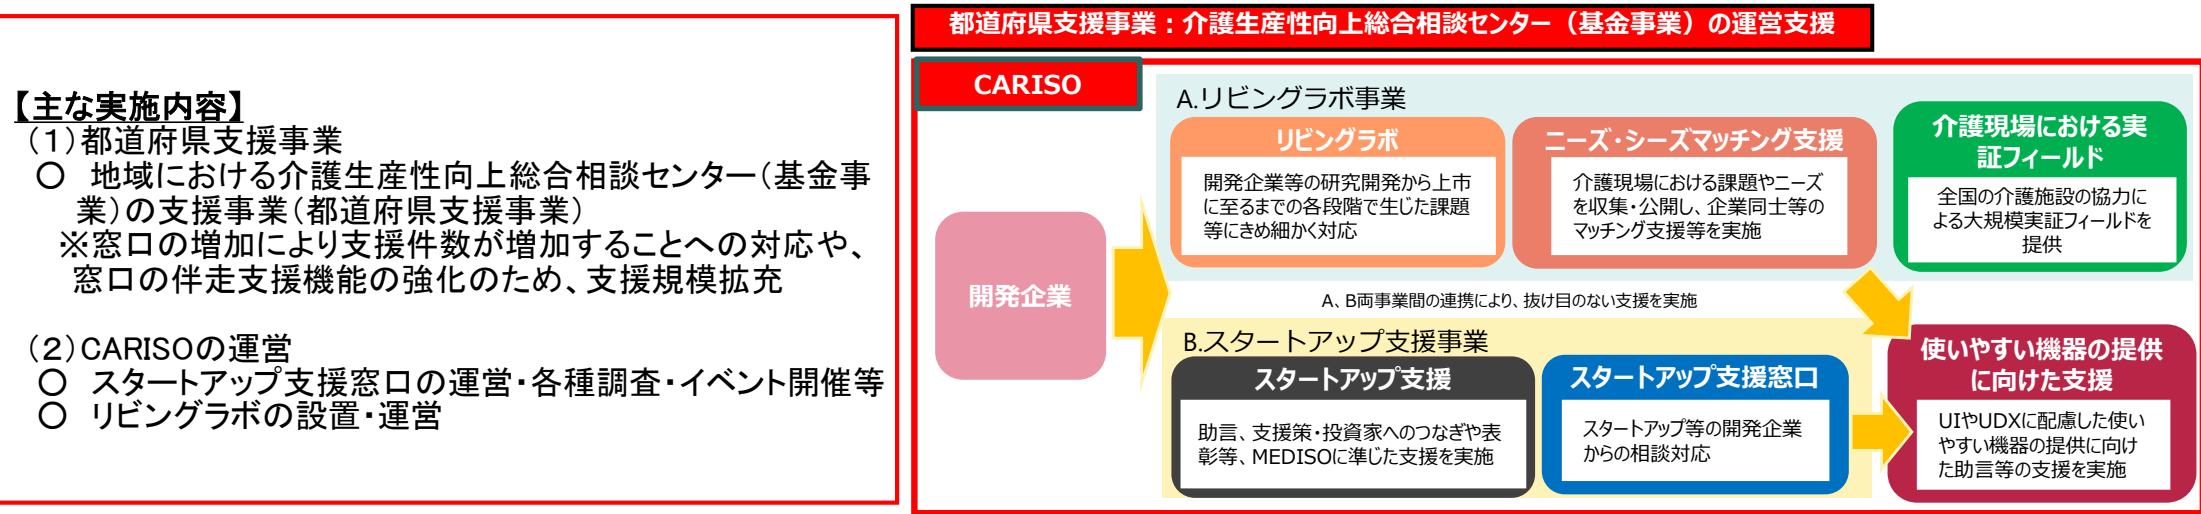 【主な実施内容】
（１）都道府県支援事業
○　地域における介護生産性向上総合相談センター（基金事
業）の支援事業（都道府県支援事業）
※窓口の増加により支援件数が増加することへの対応や、
窓口の伴走支援機能の強化のため、支援規模拡充
（２）CARISOの運営
○　スタートアップ支援窓口の運営・各種調査・イベント開催等
○　リビングラボの設置・運営
都道府県支援事業：介護生産性向上総合相談センター（基金事業）の運営支援
CARISO
開発企業
A.リビングラボ事業
リビングラボ
開発企業等の研究開発から上市
に至るまでの各段階で生じた課題
等にきめ細かく対応
ニーズ・シーズマッチング支援
介護現場における課題やニーズ
を収集・公開し、企業同士等の
マッチング支援等を実施
介護現場における実
証フィールド
全国の介護施設の協力に
よる大規模実証フィールドを
提供
A、B両事業間の連携により、抜け目のない支援を実施
B.スタートアップ支援事業
スタートアップ支援
助言、支援策・投資家へのつなぎや表
彰等、MEDISOに準じた支援を実施
スタートアップ支援窓口
スタートアップ等の開発企業
からの相談対応
使いやすい機器の提供
に向けた支援
UIやUDXに配慮した使い
やすい機器の提供に向け
た助言等の支援を実施